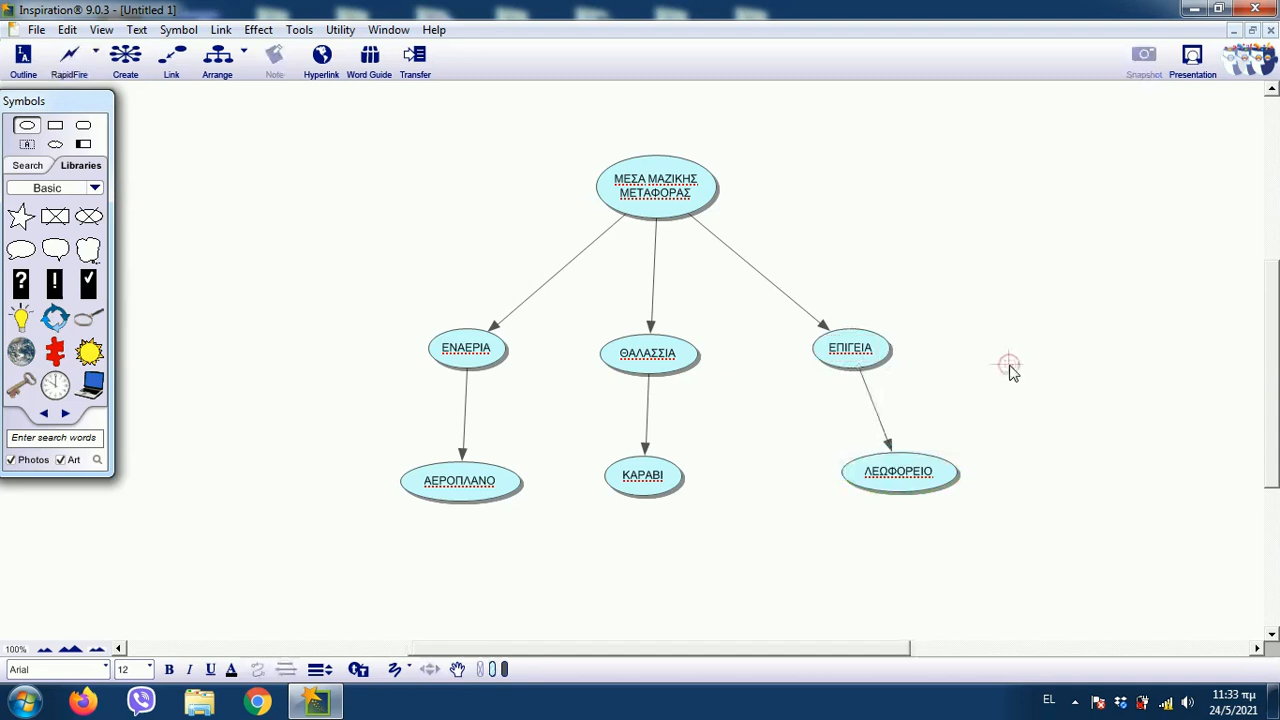 Inspiration® 9.0.3 - [Untitled 1]
File Edit View Text Symbol Link Effect Tools Utility Window Help
Outline RapidFire Create Link Arrange Note Hyperlink Word Guide Transfer Snapshot Presentation
Symbols
Search Libraries
Basic
Enter search words
Photos Art
ΜΕΣΑ ΜΑΖΙΚΗΣ
ΜΕΤΑΦΟΡΑΣ
ΕΝΑΕΡΙΑ
ΘΑΛΑΣΣΙΑ
ΕΠΙΓΕΙΑ
ΑΕΡΟΠΛΑΝΟ
ΚΑΡΑΒΙ
ΛΕΩΦΟΡΕΙΟ
100%
Arial 12 B I U A
EL
11:33 πμ
24/5/2021